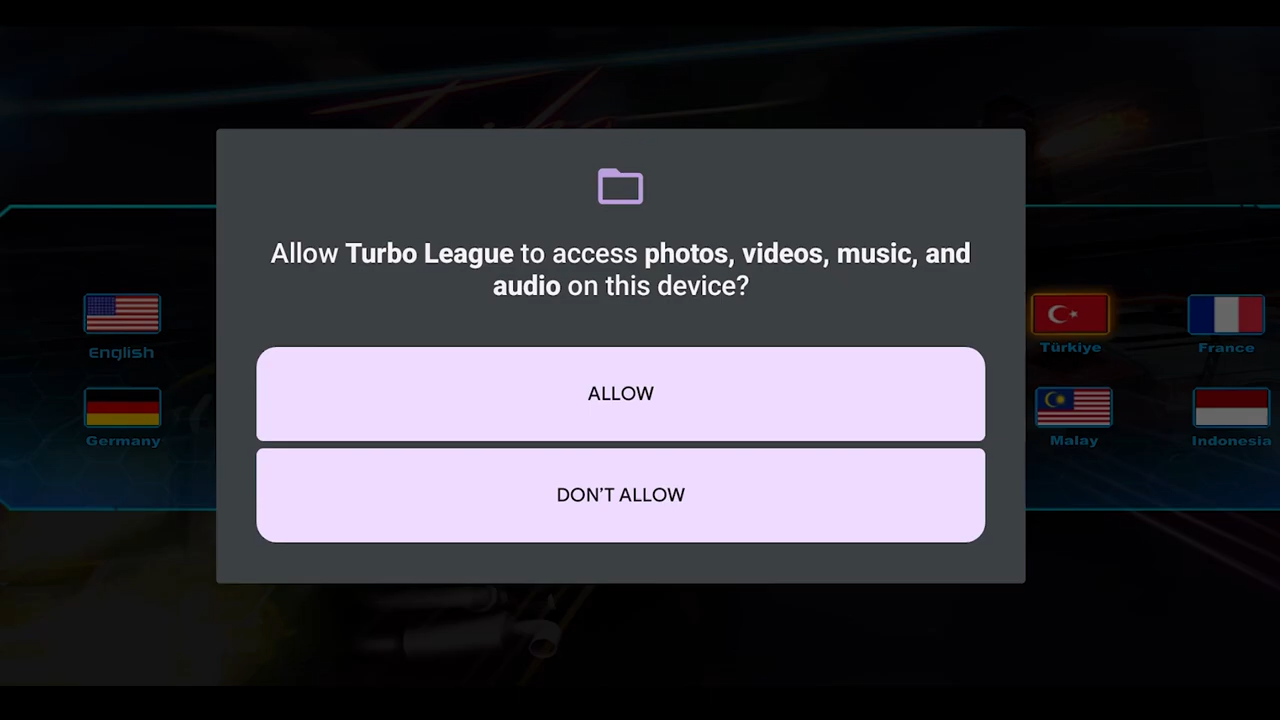 Allow Turbo League to access photos, videos, music, and
audio on this device?
ALLOW
DON'T ALLOW
English
Germany
Türkiye
France
Malay
Indonesia